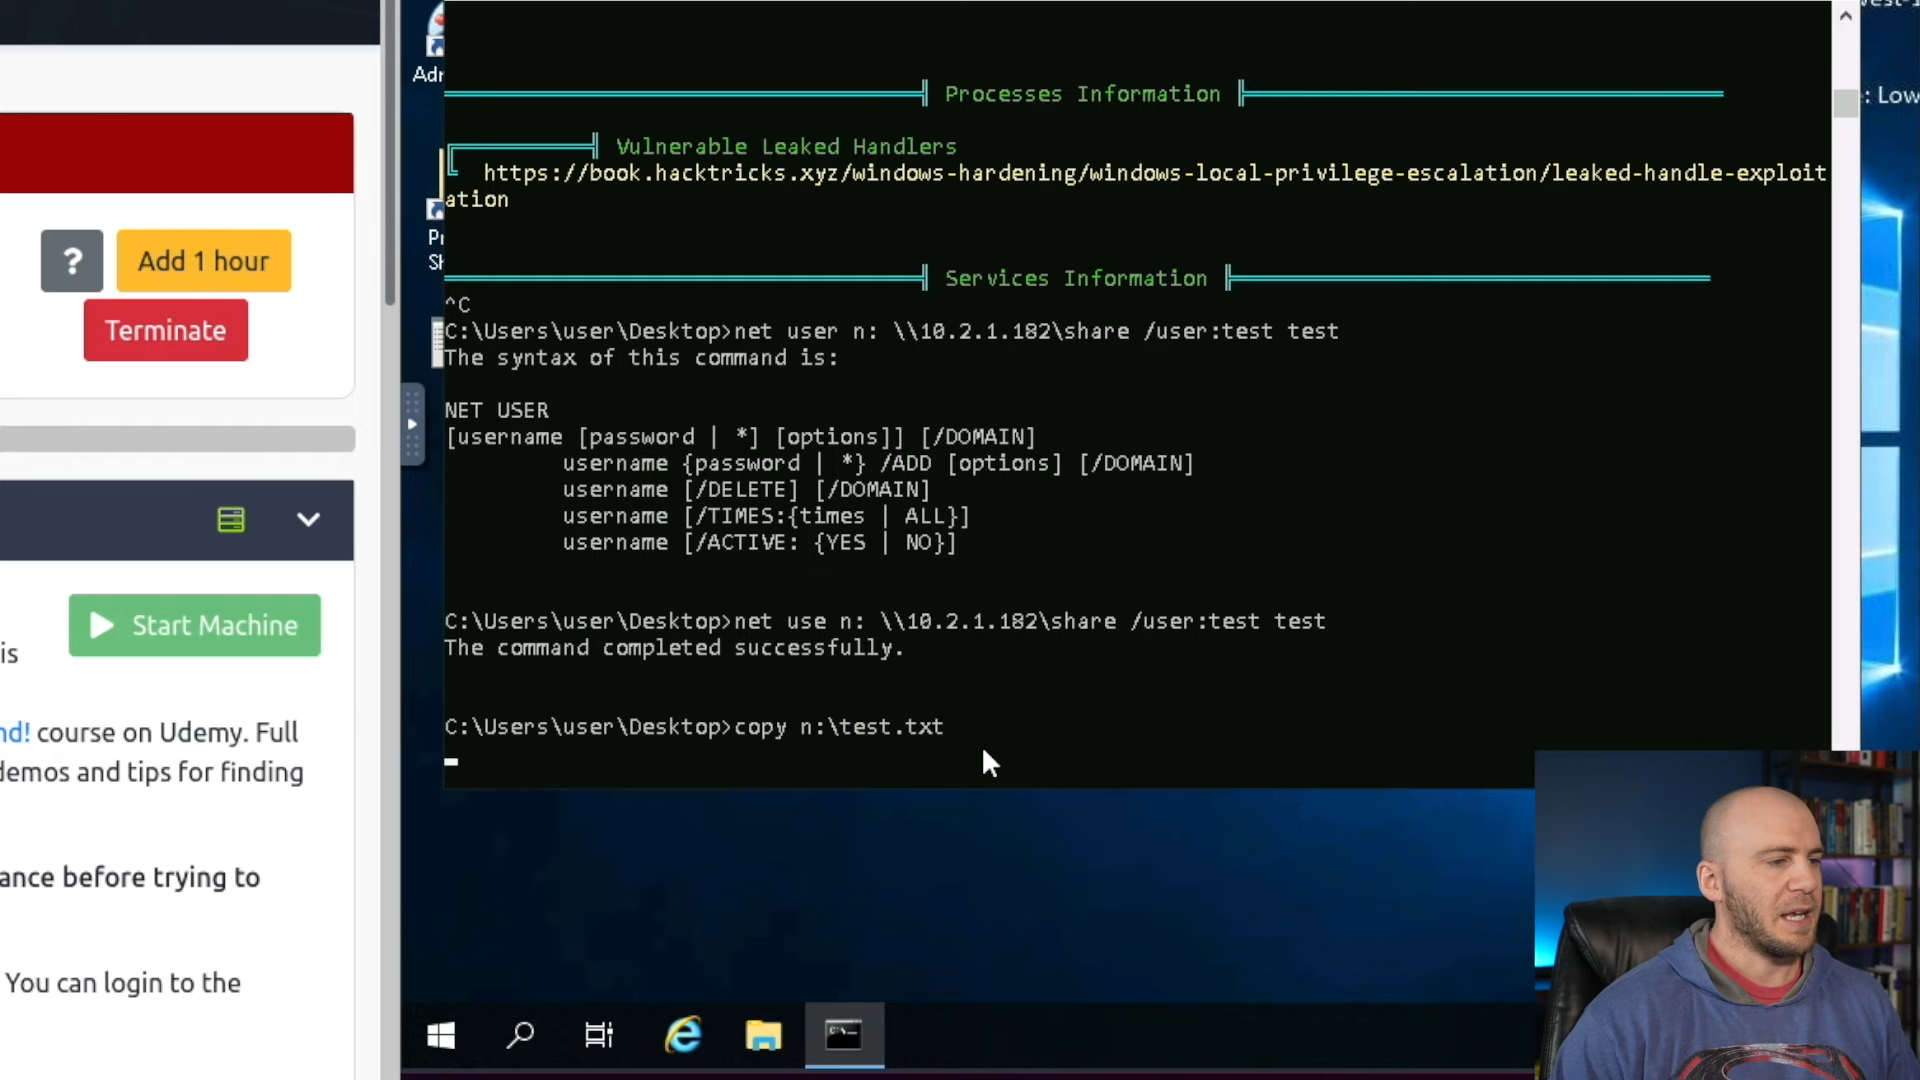 ?
Add 1 hour
Terminate
Start Machine
is
nd! course on Udemy. Full
demos and tips for finding
ance before trying to
You can login to the
Adr
Pr
Sh
Processes Information
Vulnerable Leaked Handlers
https://book.hacktricks.xyz/windows-hardening/windows-local-privilege-escalation/leaked-handle-exploit
ation
Services Information
^C
C:\Users\user\Desktop>net user n: \\10.2.1.182\share /user:test test
The syntax of this command is:
NET USER
[username [password | *] [options]] [/DOMAIN]
username {password | *} /ADD [options] [/DOMAIN]
username [/DELETE] [/DOMAIN]
username [/TIMES:{times | ALL}]
username [/ACTIVE: {YES | NO}]
C:\Users\user\Desktop>net use n: \\10.2.1.182\share /user:test test
The command completed successfully.
C:\Users\user\Desktop>copy n:\test.txt
: Low